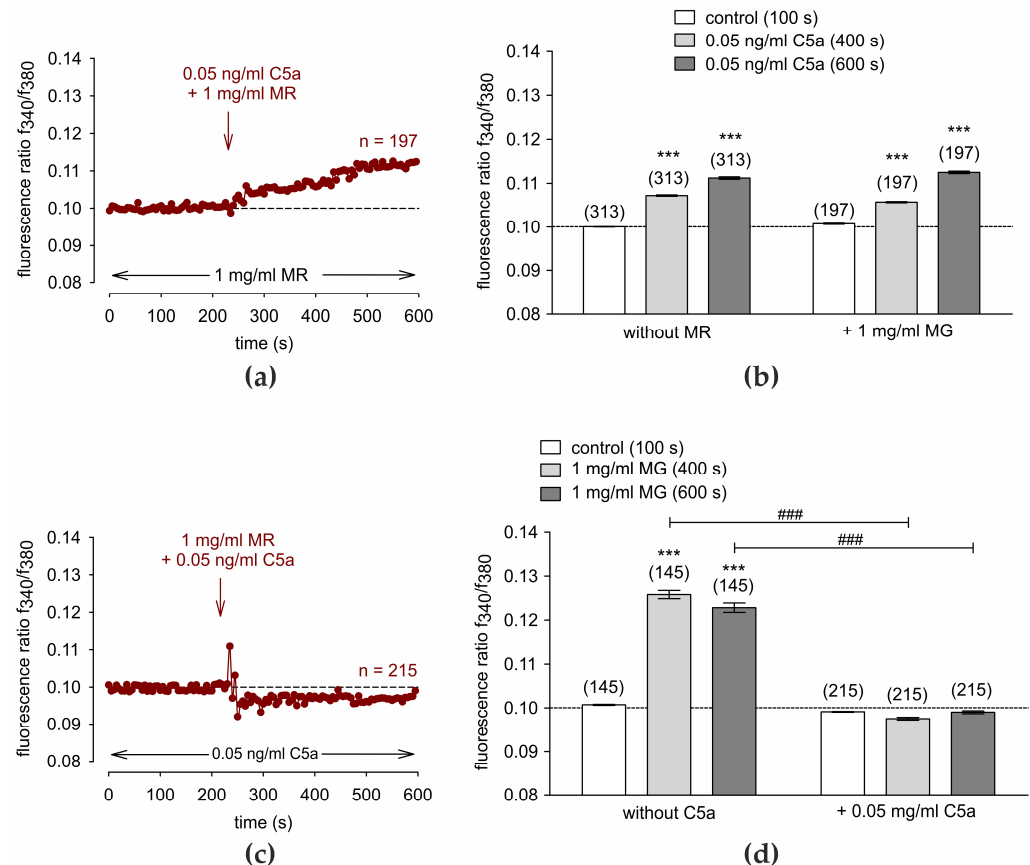 fluorescence ratio f340/f380
0.14
0.13
0.12
0.11
0.10
0.09
0.08
0.05 ng/ml C5a
+ 1 mg/ml MR
n = 197
1 mg/ml MR
0 100 200 300 400 500 600
time (s)
(a)
control (100 s)
0.05 ng/ml C5a (400 s)
0.05 ng/ml C5a (600 s)
fluorescence ratio f340/f380
0.14
0.13
0.12
0.11
0.10
0.09
0.08
(313)
***
(313)
***
(313)
(197)
***
(197)
***
(197)
without MR
+ 1 mg/ml MG
(b)
fluorescence ratio f340/f380
0.14
0.13
0.12
0.11
0.10
0.09
0.08
1 mg/ml MR
+ 0.05 ng/ml C5a
n = 215
0.05 ng/ml C5a
0 100 200 300 400 500 600
time (s)
(c)
control (100 s)
1 mg/ml MG (400 s)
1 mg/ml MG (600 s)
fluorescence ratio f340/f380
0.14
0.13
0.12
0.11
0.10
0.09
0.08
###
###
(145)
***
(145)
***
(145)
(215)
(215)
(215)
without C5a
+ 0.05 mg/ml C5a
(d)